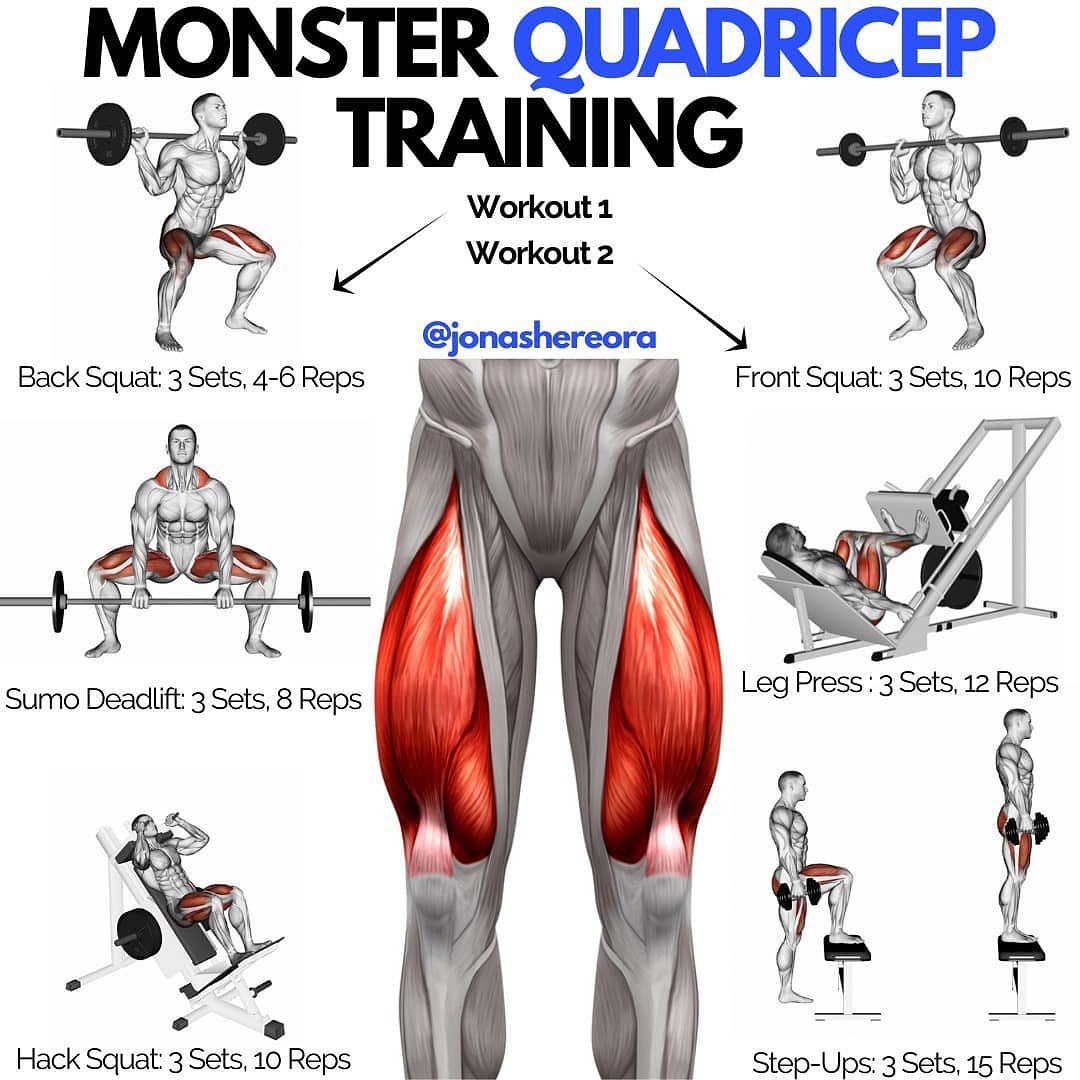 MONSTER QUADRICEP
TRAINING
Workout 1
Workout 2
@jonashereora
Back Squat: 3 Sets, 4-6 Reps
Front Squat: 3 Sets, 10 Reps
Sumo Deadlift: 3 Sets, 8 Reps
Leg Press : 3 Sets, 12 Reps
Hack Squat: 3 Sets, 10 Reps
Step-Ups: 3 Sets, 15 Reps